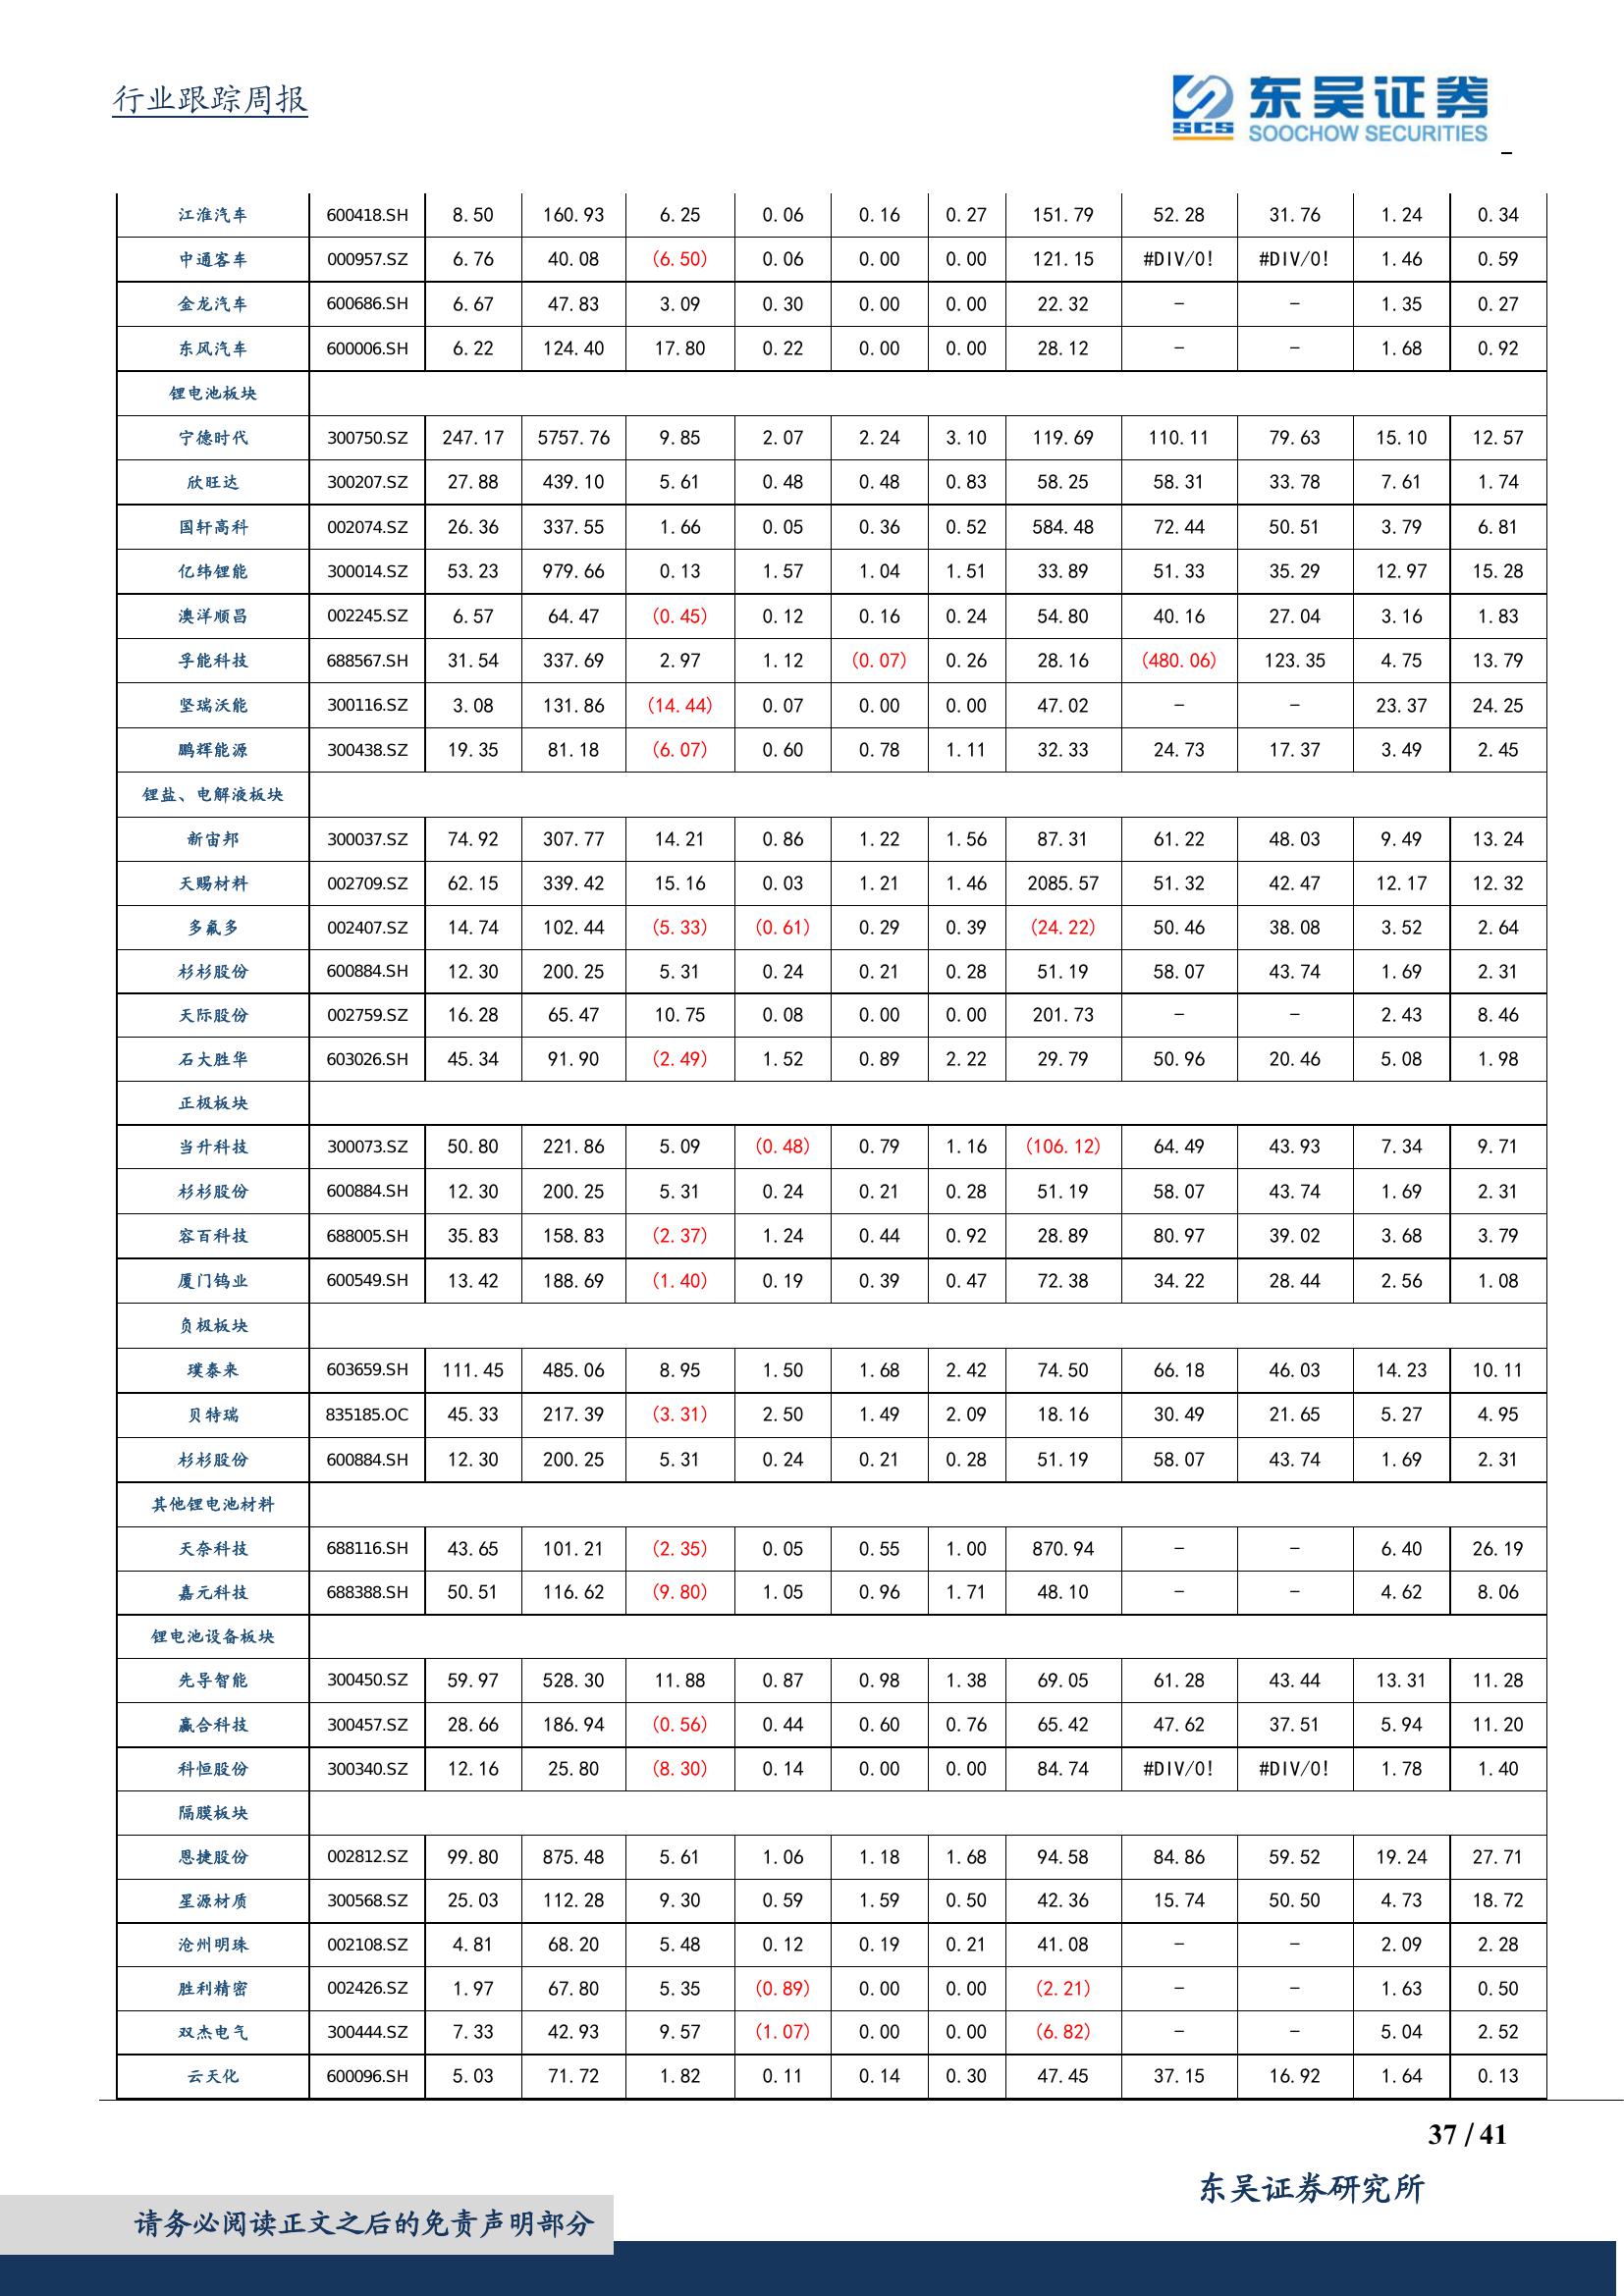 行业跟踪周报
SCS 东吴证券
SOOCHOW SECURITIES
江淮汽车 600418.SH 8.50 160.93 6.25 0.06 0.16 0.27 151.79 52.28 31.76 1.24 0.34
中通客车 000957.SZ 6.76 40.08 (6.50) 0.06 0.00 0.00 121.15 #DIV/0! #DIV/0! 1.46 0.59
金龙汽车 600686.SH 6.67 47.83 3.09 0.30 0.00 0.00 22.32 - - 1.35 0.27
东风汽车 600006.SH 6.22 124.40 17.80 0.22 0.00 0.00 28.12 - - 1.68 0.92
锂电池板块
宁德时代 300750.SZ 247.17 5757.76 9.85 2.07 2.24 3.10 119.69 110.11 79.63 15.10 12.57
欣旺达 300207.SZ 27.88 439.10 5.61 0.48 0.48 0.83 58.25 58.31 33.78 7.61 1.74
国轩高科 002074.SZ 26.36 337.55 1.66 0.05 0.36 0.52 584.48 72.44 50.51 3.79 6.81
亿纬锂能 300014.SZ 53.23 979.66 0.13 1.57 1.04 1.51 33.89 51.33 35.29 12.97 15.28
澳洋顺昌 002245.SZ 6.57 64.47 (0.45) 0.12 0.16 0.24 54.80 40.16 27.04 3.16 1.83
孚能科技 688567.SH 31.54 337.69 2.97 1.12 (0.07) 0.26 28.16 (480.06) 123.35 4.75 13.79
坚瑞沃能 300116.SZ 3.08 131.86 (14.44) 0.07 0.00 0.00 47.02 - - 23.37 24.25
鹏辉能源 300438.SZ 19.35 81.18 (6.07) 0.60 0.78 1.11 32.33 24.73 17.37 3.49 2.45
锂盐、电解液板块
新宙邦 300037.SZ 74.92 307.77 14.21 0.86 1.22 1.56 87.31 61.22 48.03 9.49 13.24
天赐材料 002709.SZ 62.15 339.42 15.16 0.03 1.21 1.46 2085.57 51.32 42.47 12.17 12.32
多氟多 002407.SZ 14.74 102.44 (5.33) (0.61) 0.29 0.39 (24.22) 50.46 38.08 3.52 2.64
杉杉股份 600884.SH 12.30 200.25 5.31 0.24 0.21 0.28 51.19 58.07 43.74 1.69 2.31
天际股份 002759.SZ 16.28 65.47 10.75 0.08 0.00 0.00 201.73 - - 2.43 8.46
石大胜华 603026.SH 45.34 91.90 (2.49) 1.52 0.89 2.22 29.79 50.96 20.46 5.08 1.98
正极板块
当升科技 300073.SZ 50.80 221.86 5.09 (0.48) 0.79 1.16 (106.12) 64.49 43.93 7.34 9.71
杉杉股份 600884.SH 12.30 200.25 5.31 0.24 0.21 0.28 51.19 58.07 43.74 1.69 2.31
容百科技 688005.SH 35.83 158.83 (2.37) 1.24 0.44 0.92 28.89 80.97 39.02 3.68 3.79
厦门钨业 600549.SH 13.42 188.69 (1.40) 0.19 0.39 0.47 72.38 34.22 28.44 2.56 1.08
负极板块
璞泰来 603659.SH 111.45 485.06 8.95 1.50 1.68 2.42 74.50 66.18 46.03 14.23 10.11
贝特瑞 835185.OC 45.33 217.39 (3.31) 2.50 1.49 2.09 18.16 30.49 21.65 5.27 4.95
杉杉股份 600884.SH 12.30 200.25 5.31 0.24 0.21 0.28 51.19 58.07 43.74 1.69 2.31
其他锂电池材料
天奈科技 688116.SH 43.65 101.21 (2.35) 0.05 0.55 1.00 870.94 - - 6.40 26.19
嘉元科技 688388.SH 50.51 116.62 (9.80) 1.05 0.96 1.71 48.10 - - 4.62 8.06
锂电池设备板块
先导智能 300450.SZ 59.97 528.30 11.88 0.87 0.98 1.38 69.05 61.28 43.44 13.31 11.28
赢合科技 300457.SZ 28.66 186.94 (0.56) 0.44 0.60 0.76 65.42 47.62 37.51 5.94 11.20
科恒股份 300340.SZ 12.16 25.80 (8.30) 0.14 0.00 0.00 84.74 #DIV/0! #DIV/0! 1.78 1.40
隔膜板块
恩捷股份 002812.SZ 99.80 875.48 5.61 1.06 1.18 1.68 94.58 84.86 59.52 19.24 27.71
星源材质 300568.SZ 25.03 112.28 9.30 0.59 1.59 0.50 42.36 15.74 50.50 4.73 18.72
沧州明珠 002108.SZ 4.81 68.20 5.48 0.12 0.19 0.21 41.08 - - 2.09 2.28
胜利精密 002426.SZ 1.97 67.80 5.35 (0.89) 0.00 0.00 (2.21) - - 1.63 0.50
双杰电气 300444.SZ 7.33 42.93 9.57 (1.07) 0.00 0.00 (6.82) - - 5.04 2.52
云天化 600096.SH 5.03 71.72 1.82 0.11 0.14 0.30 47.45 37.15 16.92 1.64 0.13
37 / 41
东吴证券研究所
请务必阅读正文之后的免责声明部分